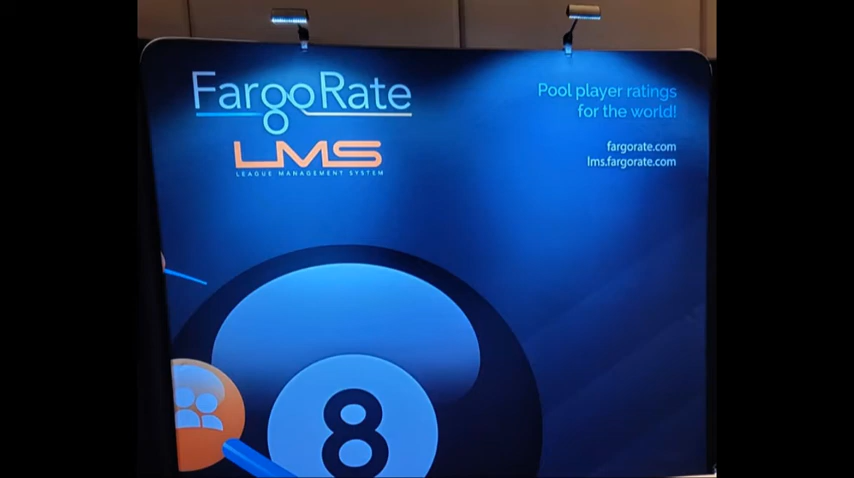 FargoRate
LMS
LEAGUE MANAGEMENT SYSTEM
Pool player ratings
for the world!
fargorate.com
lms.fargorate.com
8